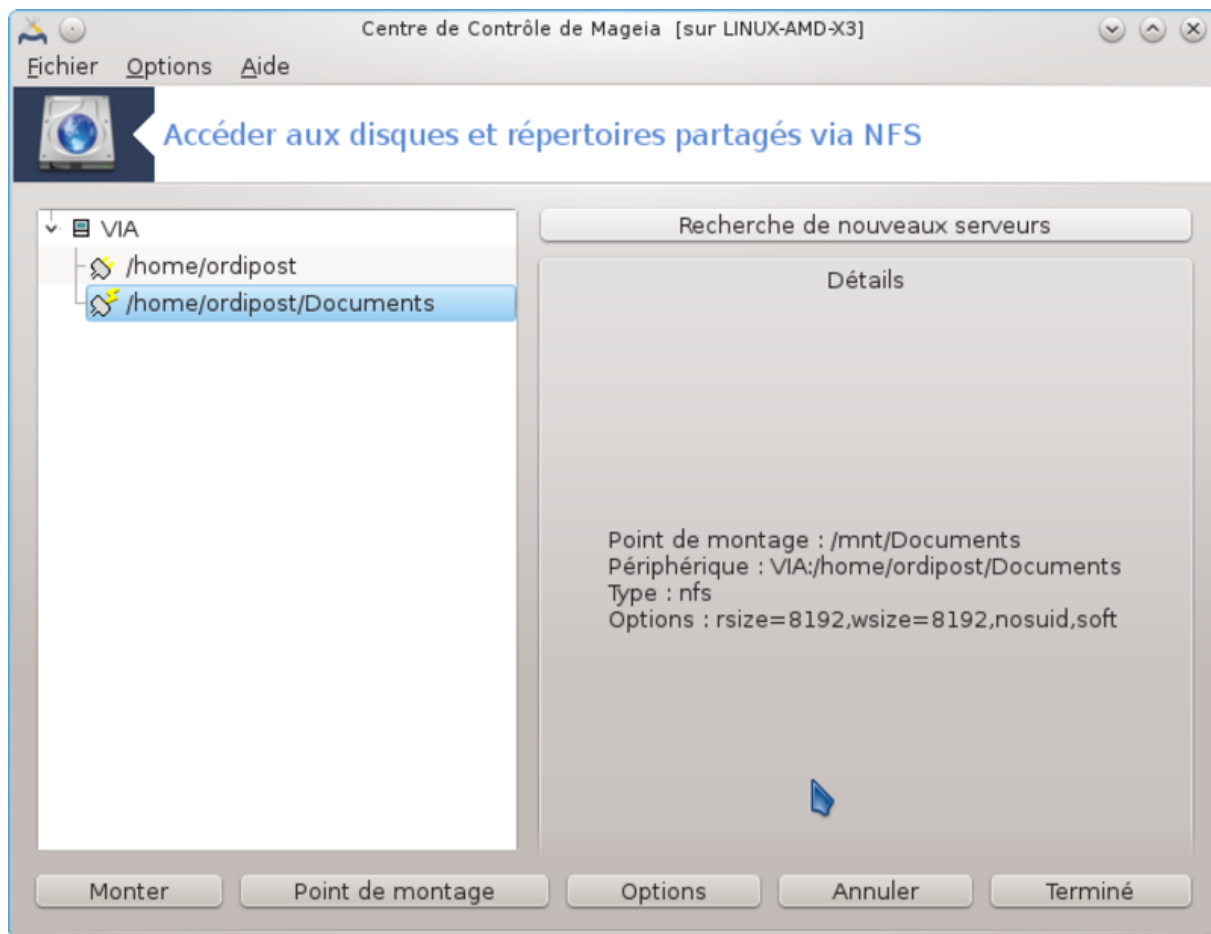 Centre de Contrôle de Mageia [sur LINUX-AMD-X3]
Fichier Options Aide
Accéder aux disques et répertoires partagés via NFS
VIA
/home/ordipost
/home/ordipost/Documents
Recherche de nouveaux serveurs
Détails
Point de montage : /mnt/Documents
Périphérique : VIA:/home/ordipost/Documents
Type : nfs
Options : rsize=8192,wsize=8192,nosuid,soft
Monter Point de montage Options Annuler Terminé